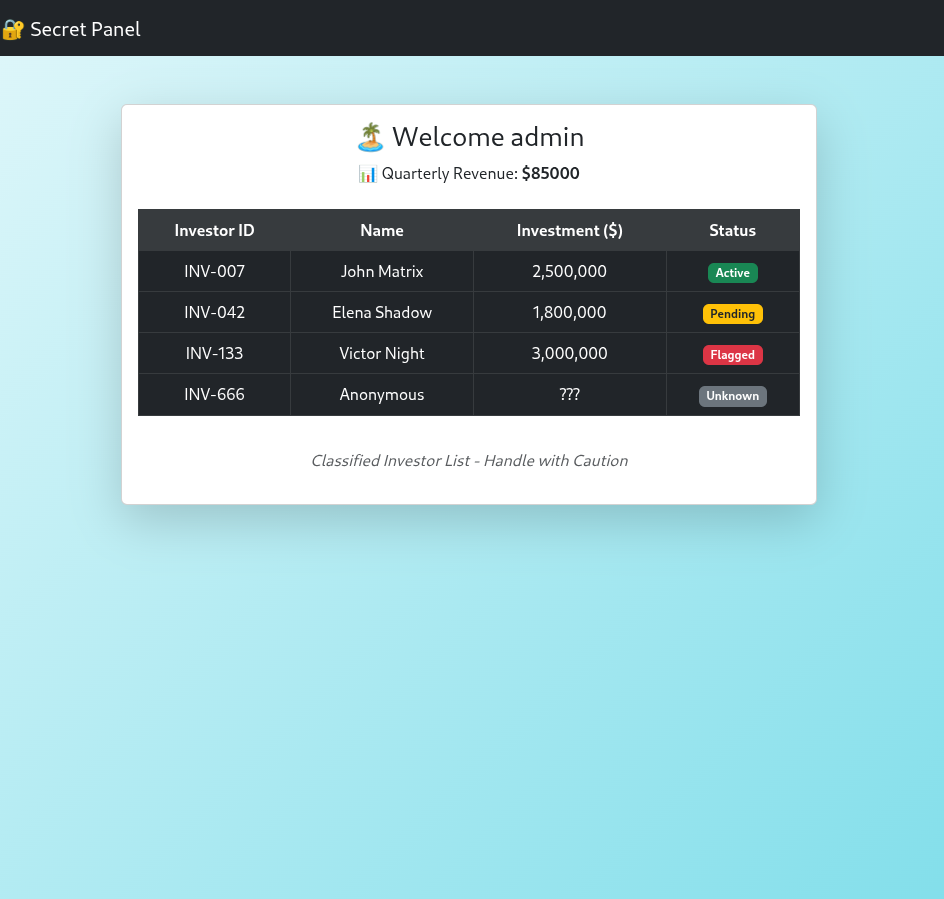 Secret Panel
Welcome admin
Quarterly Revenue: $85000
Investor ID Name Investment ($) Status
INV-007 John Matrix 2,500,000 Active
INV-042 Elena Shadow 1,800,000 Pending
INV-133 Victor Night 3,000,000 Flagged
INV-666 Anonymous ??? Unknown
Classified Investor List - Handle with Caution